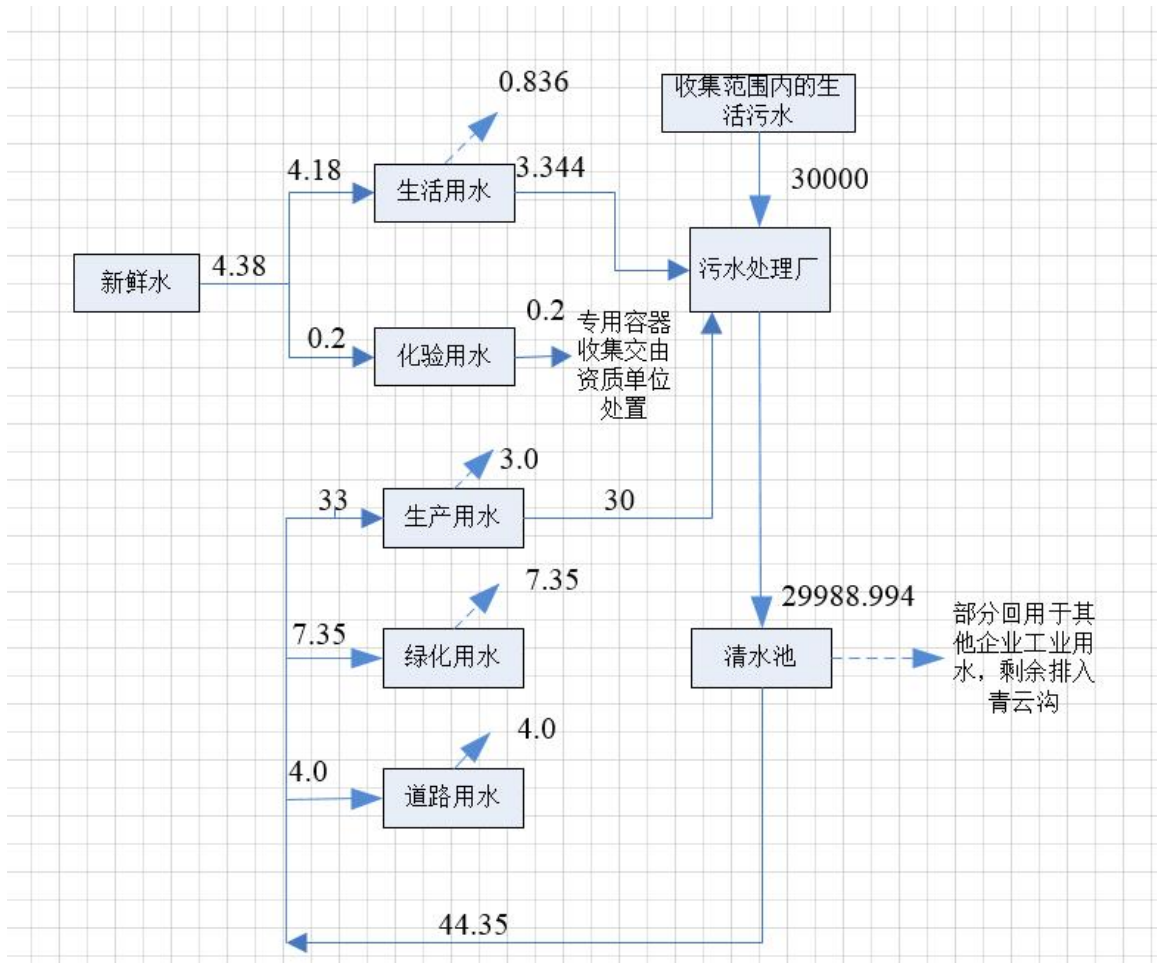 0.836
收集范围内的生
活污水
4.18
生活用水
3.344
30000
新鲜水
4.38
污水处理厂
0.2
化验用水
0.2
专用容器
收集交由
资质单位
处置
3.0
33
生产用水
30
7.35
29988.994
7.35
绿化用水
清水池
部分回用于其
他企业工业用
水，剩余排入
青云沟
4.0
4.0
道路用水
44.35